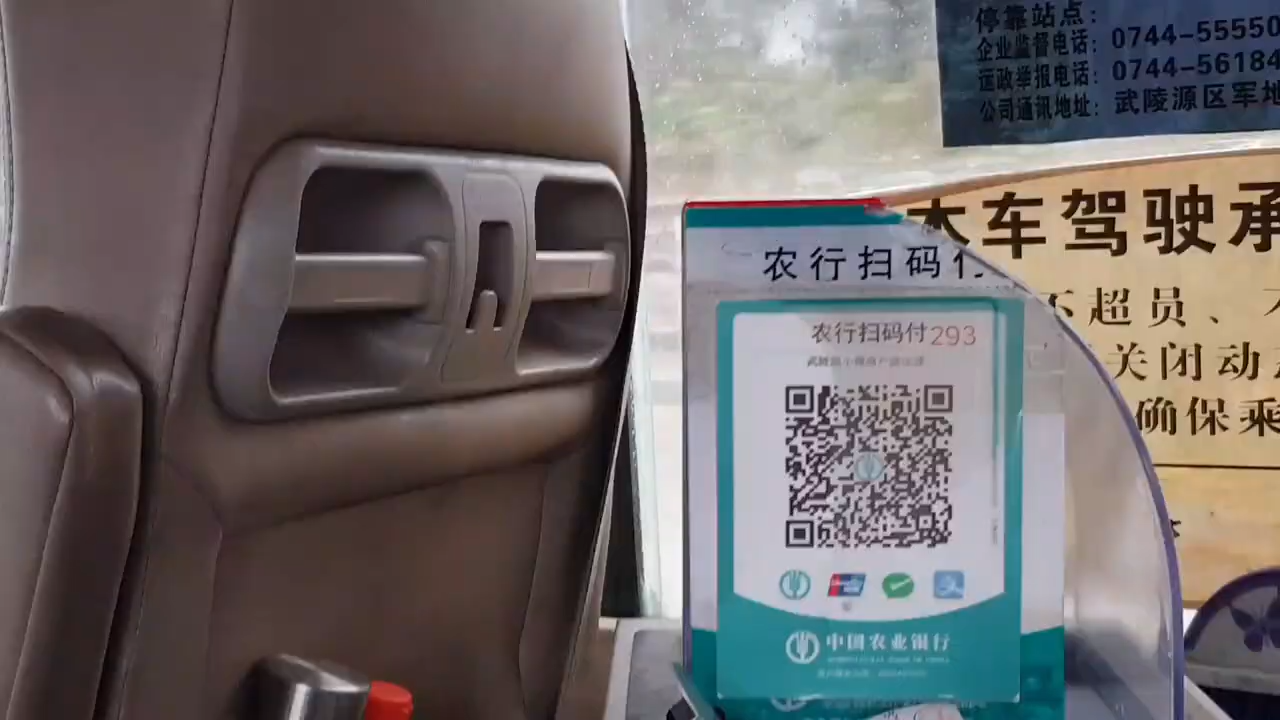 停靠站点:
企业监督电话: 0744-55550
运政举报电话: 0744-56184
公司通讯地址: 武陵源区军地
本车驾驶承
农行扫码付
不超员、不
关闭动
确保乘
农行扫码付293
中国农业银行